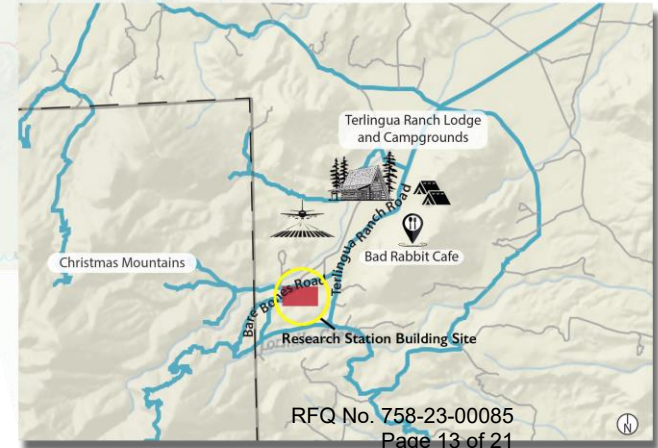 Terlingua Ranch Lodge
and Campgrounds
Terlingua Ranch Road
Bad Rabbit Cafe
Christmas Mountains
Bare Bones Road
Research Station Building Site
RFQ No. 758-23-00085
Page 13 of 21
N